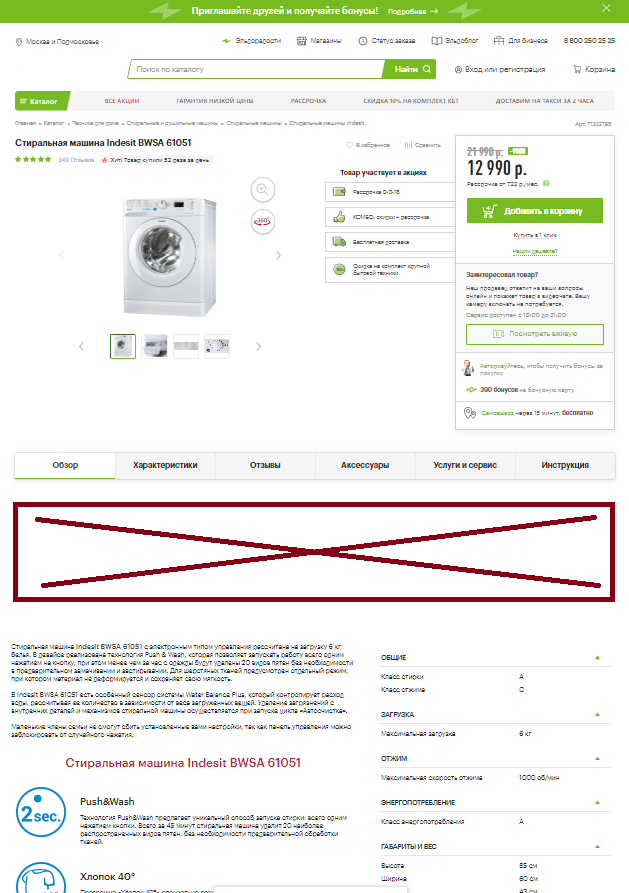 Приглашайте друзей и получайте бонусы! Подробнее →
Москва и Подмосковье
Эльдорадости
Магазины
Статус заказа
Эльдоблог
Для бизнеса
8 800 250 25 25
Поиск по каталогу
Найти
Вход или регистрация
Корзина
Каталог
ВСЕ АКЦИИ
ГАРАНТИЯ НИЗКОЙ ЦЕНЫ
РАССРОЧКА
СКИДКА 10% НА КОМПЛЕКТ КБТ
ДОСТАВИМ НА ТАКСИ ЗА 2 ЧАСА
Главная Каталог Техника для дома Стиральные и сушильные машины Стиральные машины Стиральные машины Indesit
Стиральная машина Indesit BWSA 61051
В избранное
Сравнить
249 Отзывов
Хит! Товар купили 52 раза за день
21 990 р.
12 990 р.
Рассрочка от 722 р./мес.
Добавить в корзину
Купить в 1 клик
Нашли дешевле?
Товар участвует в акциях
Рассрочка 0-0-18
КОМБО: скидки + рассрочка
Бесплатная доставка
Скидка на комплект крупной
бытовой техники
360°
Заинтересовал товар?
Наш продавец ответит на ваши вопросы
онлайн и покажет товар в видеочате. Вашу
камеру включать не потребуется.
Сервис доступен с 10:00 до 21:00
Посмотреть вживую
Авторизуйтесь, чтобы получить бонусы за
покупку
390 бонусов на бонусную карту
Самовывоз через 15 минут, бесплатно
Обзор
Характеристики
Отзывы
Аксессуары
Услуги и сервис
Инструкция
Стиральная машина Indesit BWSA 61051 с электронным типом управления рассчитана на загрузку 6 кг
белья. В девайсе реализована технология Push & Wash, которая позволяет запускать работу всего одним
нажатием на кнопку, при этом менее чем за час с одежды будут удалены 20 видов пятен без необходимости
в предварительном замачивании и застирывании. Для шерстяных тканей предусмотрен отдельный режим,
при котором материал не деформируется и сохраняет свою мягкость.
В Indesit BWSA 61051 есть особенный сенсор системы Water Balance Plus, который контролирует расход
воды, рассчитывая ее количество в зависимости от веса загруженных вещей. Удаление загрязнений с
внутренних деталей и механизмов стиральной машины осуществляется при запуске цикла «Автоочистка».
Маленькие члены семьи не смогут сбить установленные вами настройки, так как панель управления можно
заблокировать от случайного нажатия.
Стиральная машина Indesit BWSA 61051
2 sec.
Push&Wash
Технология Push&Wash предлагает уникальный способ запуска стирки: всего одним
нажатием кнопки. Всего за 45 минут стиральная машина удалит 20 наиболее
распространенных видов пятен, без необходимости предварительной обработки
тканей.
Хлопок 40°
ОБЩИЕ
Класс стирки A
Класс отжима C
ЗАГРУЗКА
Максимальная загрузка 6 кг
ОТЖИМ
Максимальная скорость отжима 1000 об/мин
ЭНЕРГОПОТРЕБЛЕНИЕ
Класс энергопотребления A
ГАБАРИТЫ И ВЕС
Высота 85 см
Ширина 60 см
43 см